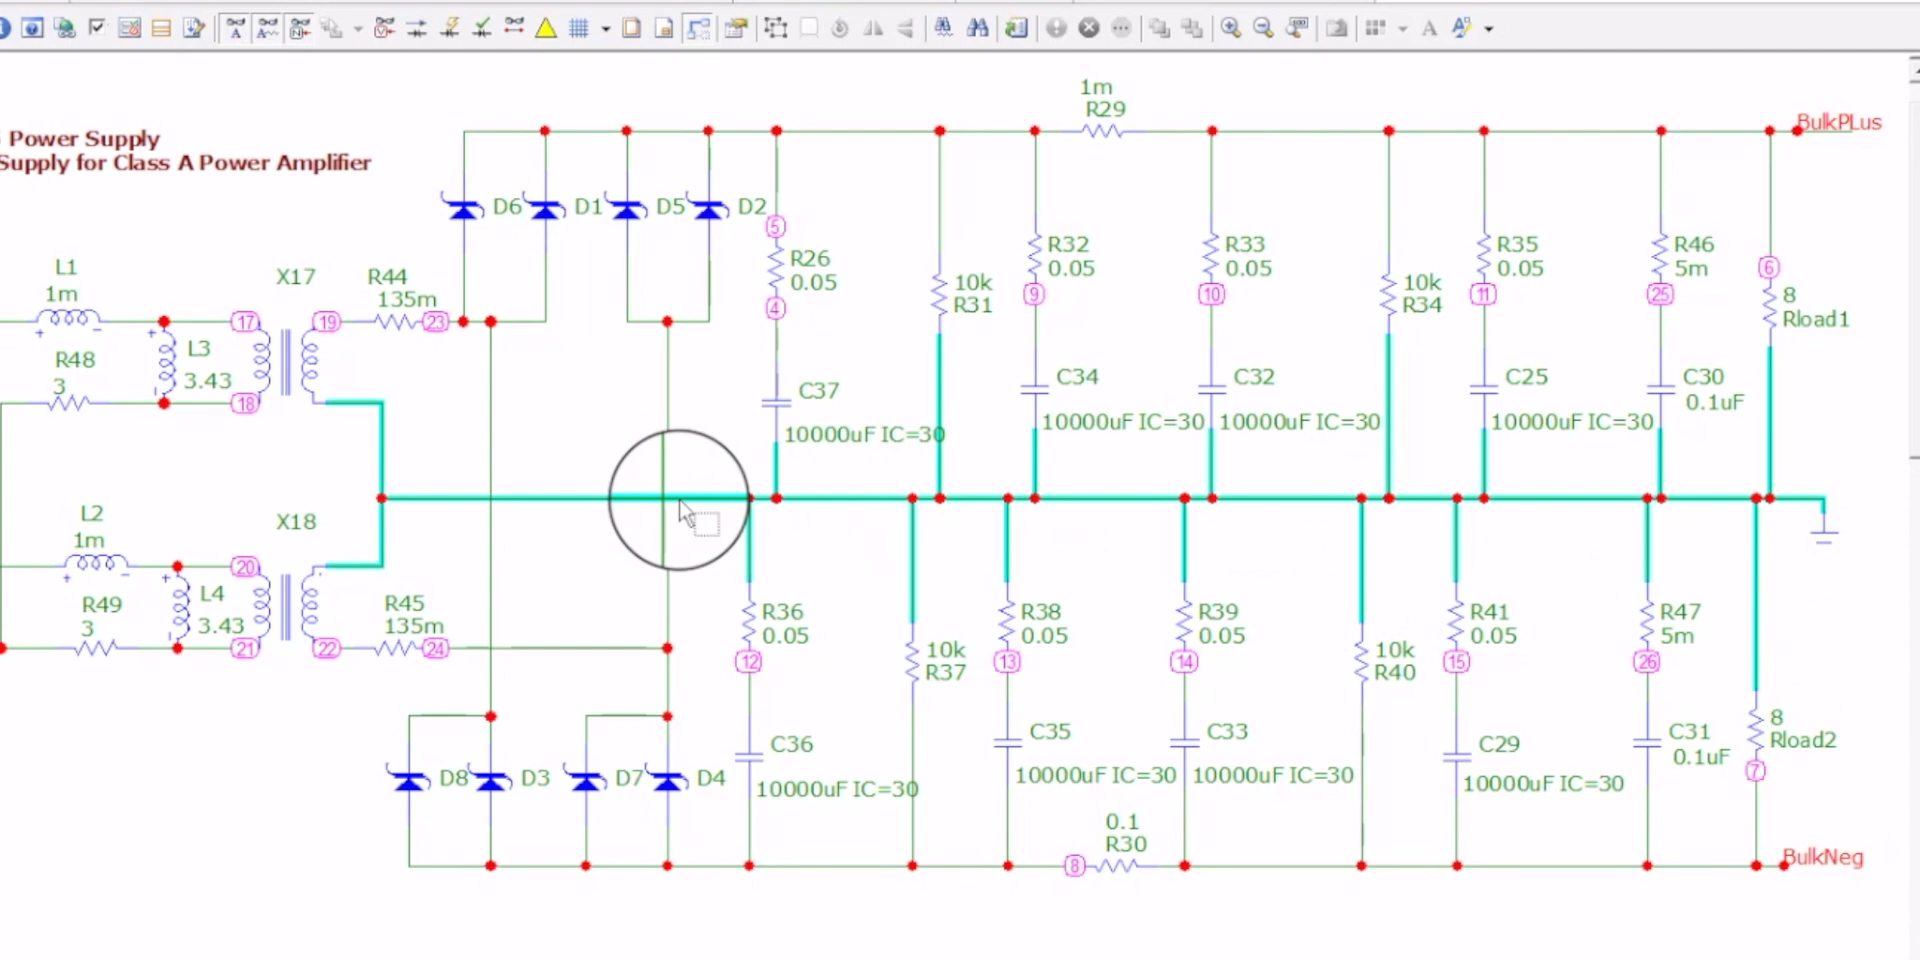 1m
R29
BulkPLus
Power Supply
Supply for Class A Power Amplifier
D6
D1
D5
D2
5
R26
0.05
4
10k
R31
R32
0.05
9
R33
0.05
10
10k
R34
R35
0.05
11
R46
5m
25
6
8
Rload1
L1
1m
X17
R44
135m
17
19
23
R48
3
L3
3.43
18
C37
10000uF IC=30
C34
10000uF IC=30
C32
10000uF IC=30
C25
10000uF IC=30
C30
0.1uF
L2
1m
X18
20
R49
3
L4
3.43
21
22
R45
135m
24
R36
0.05
12
10k
R37
R38
0.05
13
R39
0.05
14
10k
R40
R41
0.05
15
R47
5m
26
8
Rload2
7
D8
D3
D7
D4
C36
10000uF IC=30
C35
10000uF IC=30
C33
10000uF IC=30
C29
10000uF IC=30
C31
0.1uF
0.1
R30
8
BulkNeg